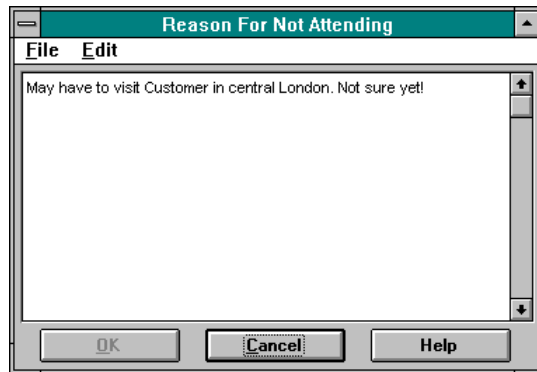 Reason For Not Attending
File Edit
May have to visit Customer in central London. Not sure yet!
OK Cancel Help